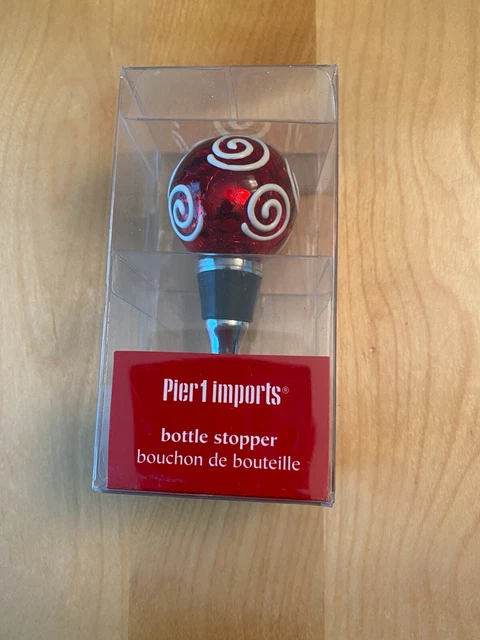 Pier1 imports®
bottle stopper
bouchon de bouteille